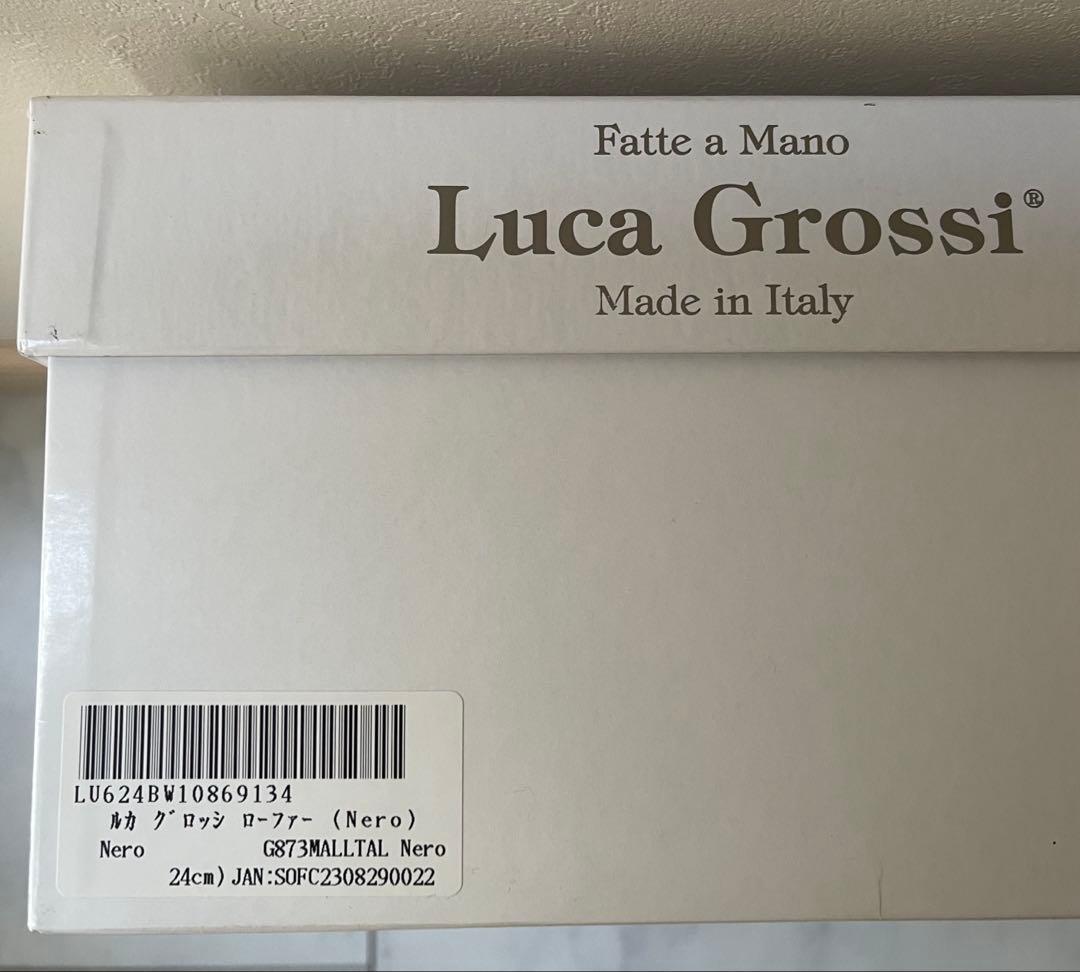 Fatte a Mano
Luca Grossi®
Made in Italy
LU624BW10869134
ﾙｶ ｸﾞﾛｯｼ ﾛｰﾌｧｰ (Nero)
Nero G873MALLTAL Nero
24cm) JAN:SOFC2308290022